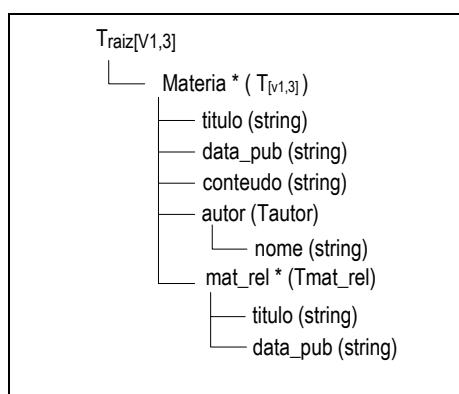 Traiz[V1,3]
Materia * ( T[v1,3] )
titulo (string)
data_pub (string)
conteudo (string)
autor (Tautor)
nome (string)
mat_rel * (Tmat_rel)
titulo (string)
data_pub (string)